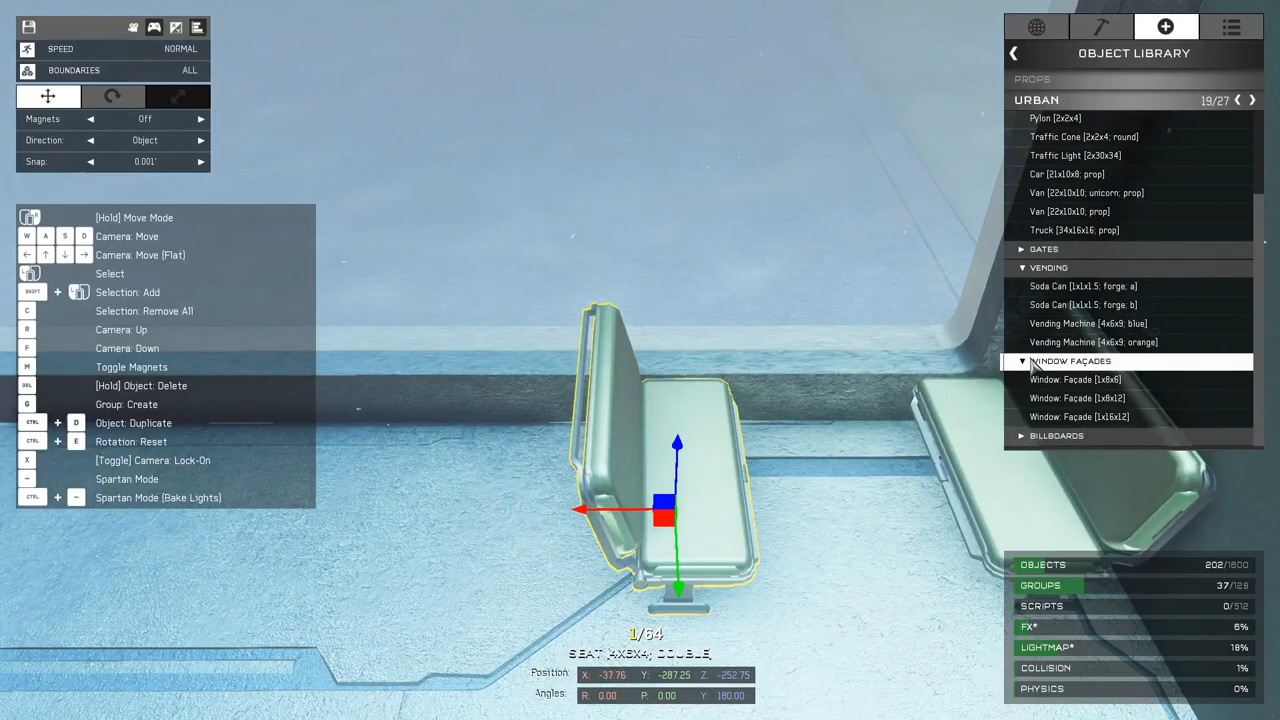 SPEED NORMAL
BOUNDARIES ALL
Magnets Off
Direction: Object
Snap: 0.001'
[Hold] Move Mode
W A S D Camera: Move
← ↑ ↓ → Camera: Move (Flat)
Select
SHIFT + Selection: Add
C Selection: Remove All
R Camera: Up
F Camera: Down
M Toggle Magnets
DEL [Hold] Object: Delete
G Group: Create
CTRL + D Object: Duplicate
CTRL + E Rotation: Reset
X [Toggle] Camera: Lock-On
~ Spartan Mode
CTRL + ~ Spartan Mode (Bake Lights)
OBJECT LIBRARY
PROPS
URBAN 19/27
Pylon [2x2x4]
Traffic Cone [2x2x4; round]
Traffic Light [2x30x34]
Car [21x10x8; prop]
Van [22x10x10; unicorn; prop]
Van [22x10x10; prop]
Truck [34x16x16; prop]
GATES
VENDING
Soda Can [1x1x1.5; forge; a]
Soda Can [1x1x1.5; forge; b]
Vending Machine [4x6x9; blue]
Vending Machine [4x6x9; orange]
WINDOW FAÇADES
Window: Façade [1x8x6]
Window: Façade [1x8x12]
Window: Façade [1x16x12]
BILLBOARDS
OBJECTS 202/1600
GROUPS 37/128
SCRIPTS 0/512
FX* 6%
LIGHTMAP* 18%
COLLISION 1%
PHYSICS 0%
1/64
SEAT [4X5X4; DOUBLE]
Position: X: -37.76 Y: -287.25 Z: -252.75
Angles: R: 0.00 P: 0.00 Y: 180.00